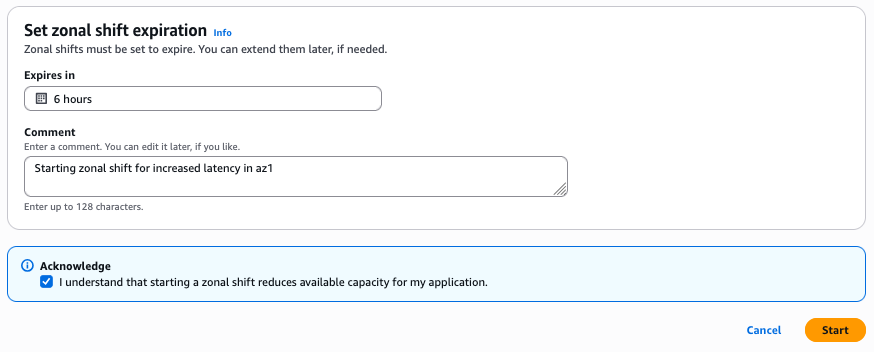 Set zonal shift expiration Info
Zonal shifts must be set to expire. You can extend them later, if needed.
Expires in
6 hours
Comment
Enter a comment. You can edit it later, if you like.
Starting zonal shift for increased latency in az1
Enter up to 128 characters.
Acknowledge
I understand that starting a zonal shift reduces available capacity for my application.
Cancel Start